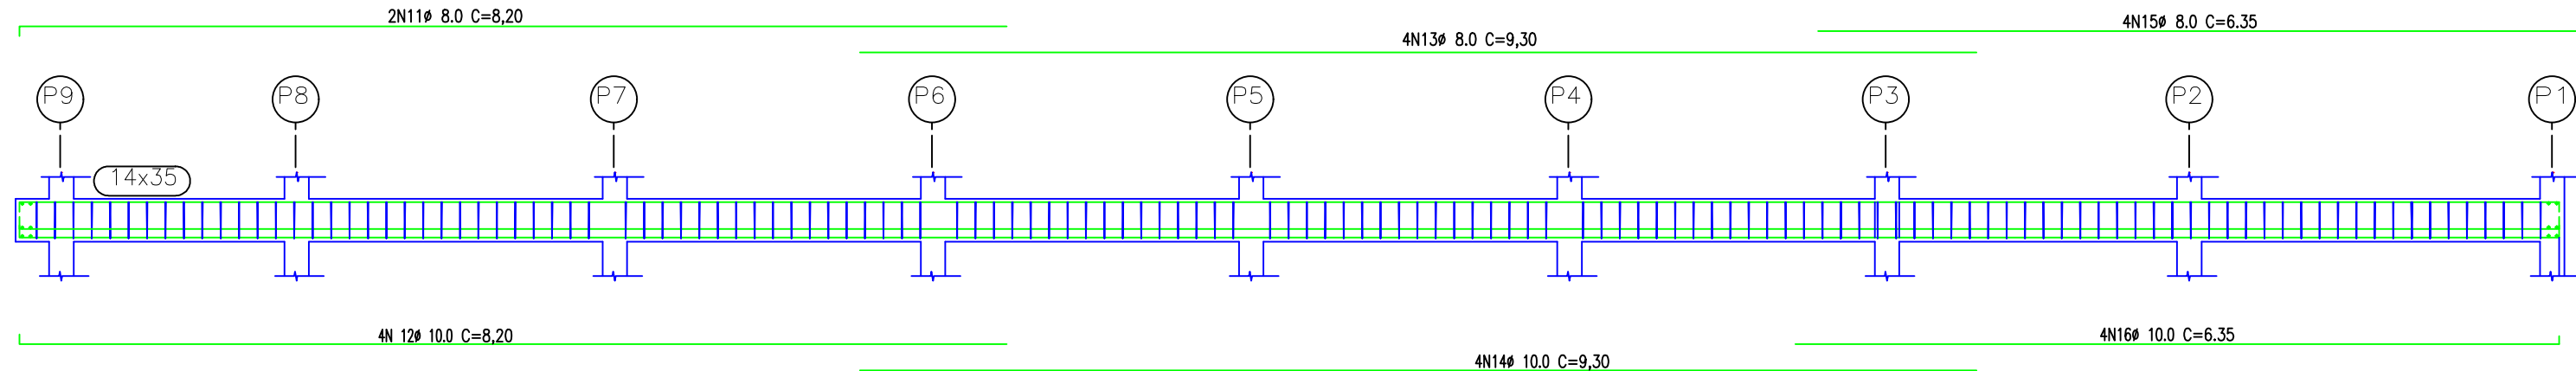 2N11ø 8.0 C=8,20
4N15ø 8.0 C=6.35
4N13ø 8.0 C=9,30
P9 P8 P7 P6 P5 P4 P3 P2 P1
14x35
4N 12ø 10.0 C=8,20
4N16ø 10.0 C=6.35
4N14ø 10.0 C=9,30